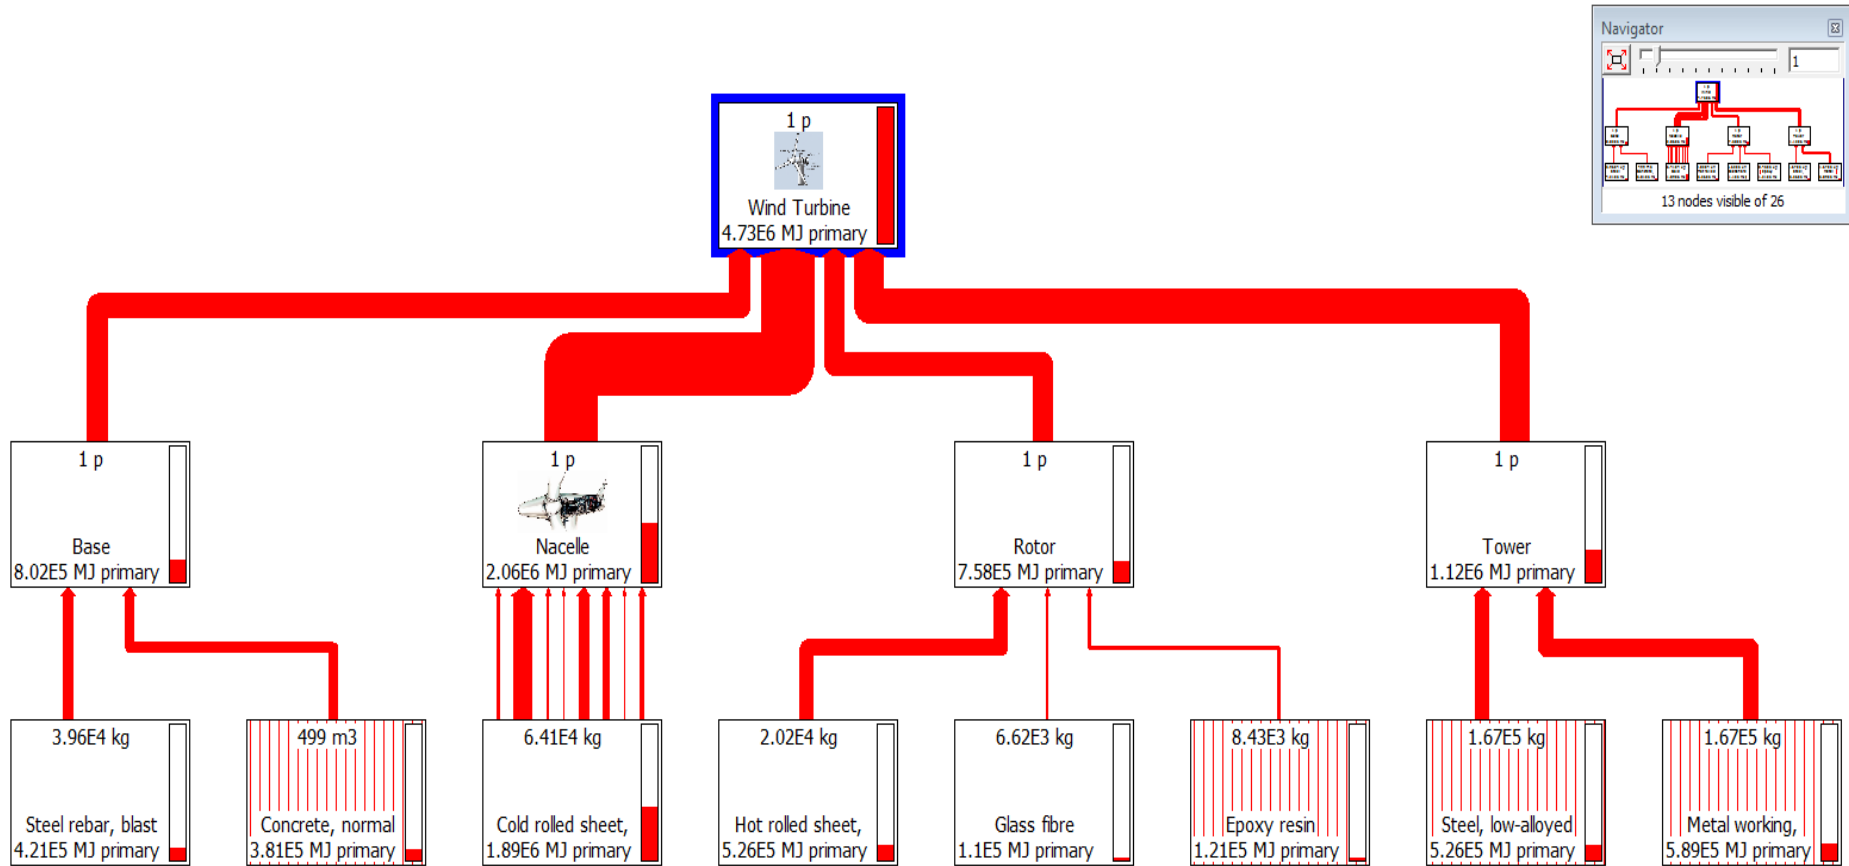 Navigator
1
13 nodes visible of 26
1 p
Wind Turbine
4.73E6 MJ primary
1 p
Base
8.02E5 MJ primary
1 p
Nacelle
2.06E6 MJ primary
1 p
Rotor
7.58E5 MJ primary
1 p
Tower
1.12E6 MJ primary
3.96E4 kg
Steel rebar, blast
4.21E5 MJ primary
499 m3
Concrete, normal
3.81E5 MJ primary
6.41E4 kg
Cold rolled sheet,
1.89E6 MJ primary
2.02E4 kg
Hot rolled sheet,
5.26E5 MJ primary
6.62E3 kg
Glass fibre
1.1E5 MJ primary
8.43E3 kg
Epoxy resin
1.21E5 MJ primary
1.67E5 kg
Steel, low-alloyed
5.26E5 MJ primary
1.67E5 kg
Metal working,
5.89E5 MJ primary